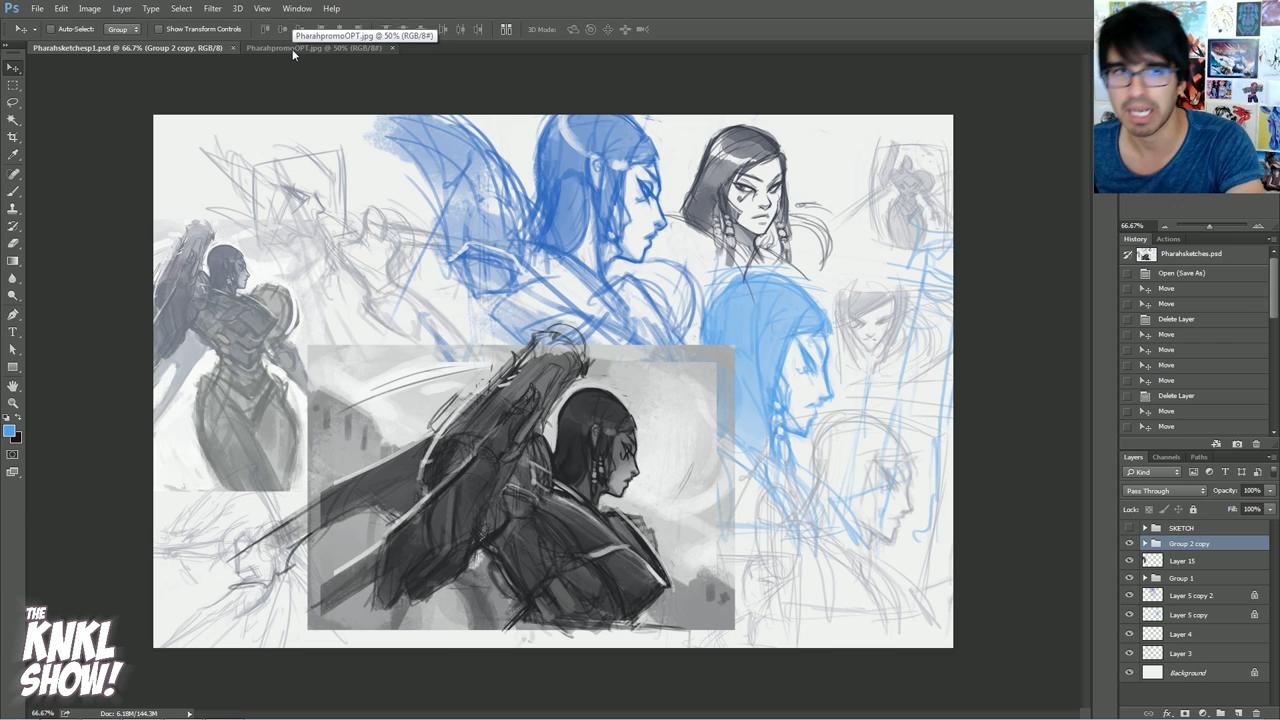 Ps File Edit Image Layer Type Select Filter 3D View Window Help
Auto-Select: Group Show Transform Controls 3D Mode:
PharahpromoOPT.jpg @ 50% (RGB/8#)
Pharahsketchesp1.psd @ 66.7% (Group 2 copy, RGB/8) × PharahpromoOPT.jpg @ 50% (RGB/8#) ×
66.67%
History Actions
Pharahsketches.psd
Open (Save As)
Move
Move
Delete Layer
Move
Move
Move
Move
Delete Layer
Move
Move
Layers Channels Paths
Kind
Pass Through Opacity: 100%
Lock: Fill: 100%
SKETCH
Group 2 copy
Layer 15
Group 1
Layer 5 copy 2
Layer 5 copy
Layer 4
Layer 3
Background
THE
KNKL
SHOW!
66.67% Doc: 6.18M/144.3M